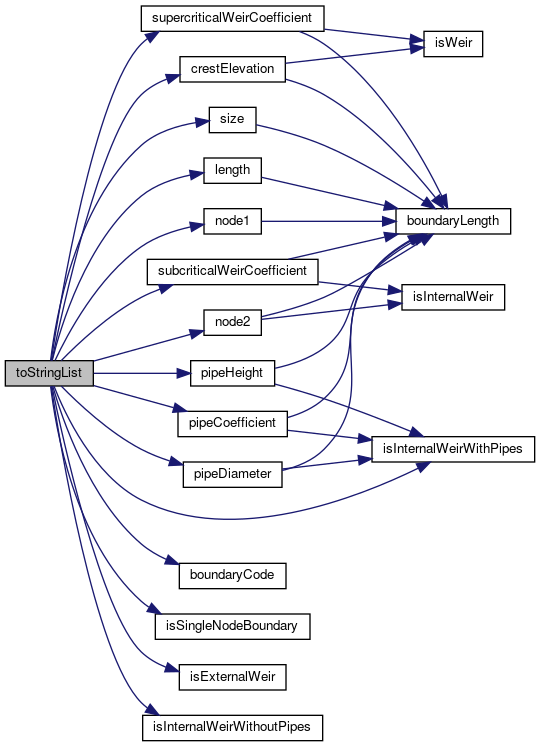 supercriticalWeirCoefficient
isWeir
crestElevation
size
length
node1
boundaryLength
subcriticalWeirCoefficient
isInternalWeir
node2
toStringList
pipeHeight
pipeCoefficient
isInternalWeirWithPipes
pipeDiameter
boundaryCode
isSingleNodeBoundary
isExternalWeir
isInternalWeirWithoutPipes